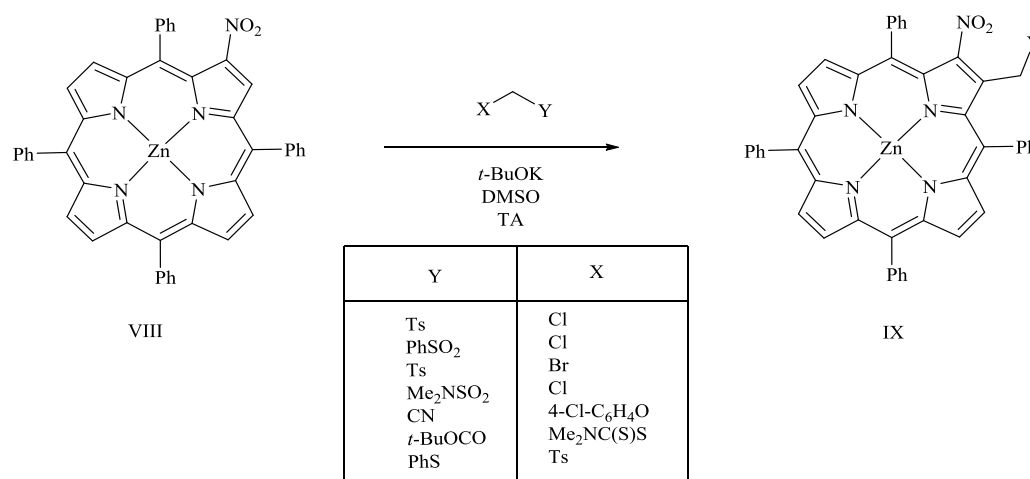 Ph
NO₂
N
N
Zn
Ph
Ph
N
N
Ph
VIII
X
Y
t-BuOK
DMSO
TA
Y X
Ts Cl
PhSO₂ Cl
Ts Br
Me₂NSO₂ Cl
CN 4-Cl-C₆H₄O
t-BuOCO Me₂NC(S)S
PhS Ts
Ph
NO₂
N
N
Zn
Ph
Ph
N
N
Ph
IX